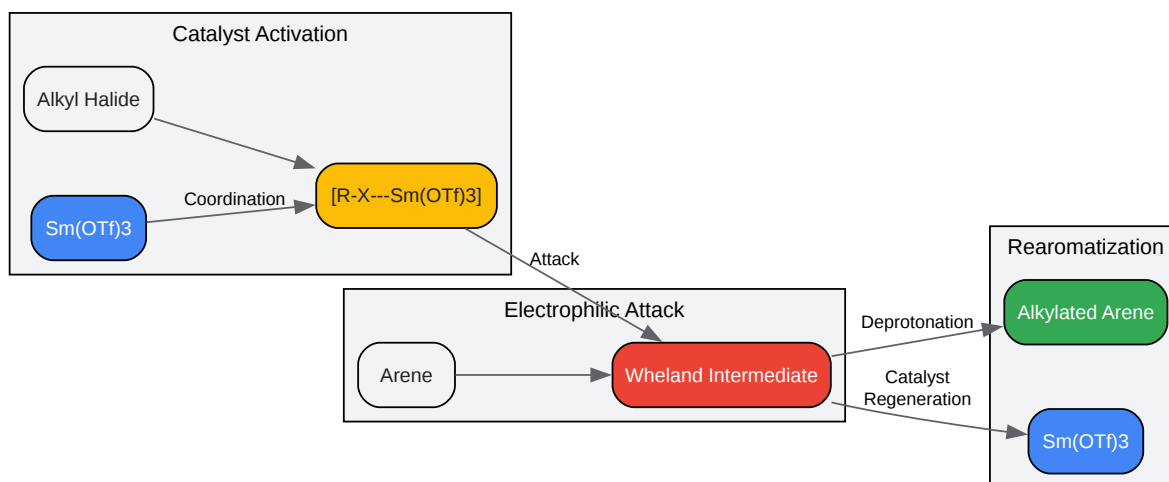 Catalyst Activation
Alkyl Halide
Coordination
[R-X---Sm(OTf)3]
Sm(OTf)3
Attack
Electrophilic Attack
Arene
Wheland Intermediate
Rearomatization
Deprotonation
Alkylated Arene
Catalyst
Regeneration
Sm(OTf)3